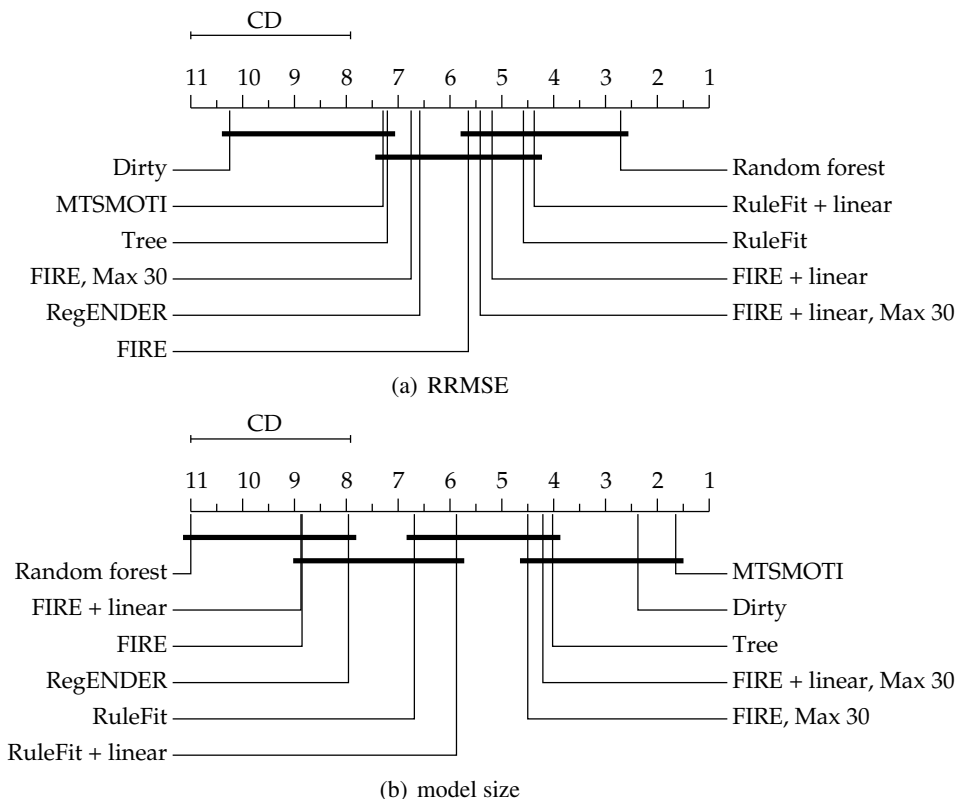 CD
11 10 9 8 7 6 5 4 3 2 1
Dirty
MTSMOTI
Tree
FIRE, Max 30
RegENDER
FIRE
Random forest
RuleFit + linear
RuleFit
FIRE + linear
FIRE + linear, Max 30
(a) RRMSE
CD
11 10 9 8 7 6 5 4 3 2 1
Random forest
FIRE + linear
FIRE
RegENDER
RuleFit
RuleFit + linear
MTSMOTI
Dirty
Tree
FIRE + linear, Max 30
FIRE, Max 30
(b) model size